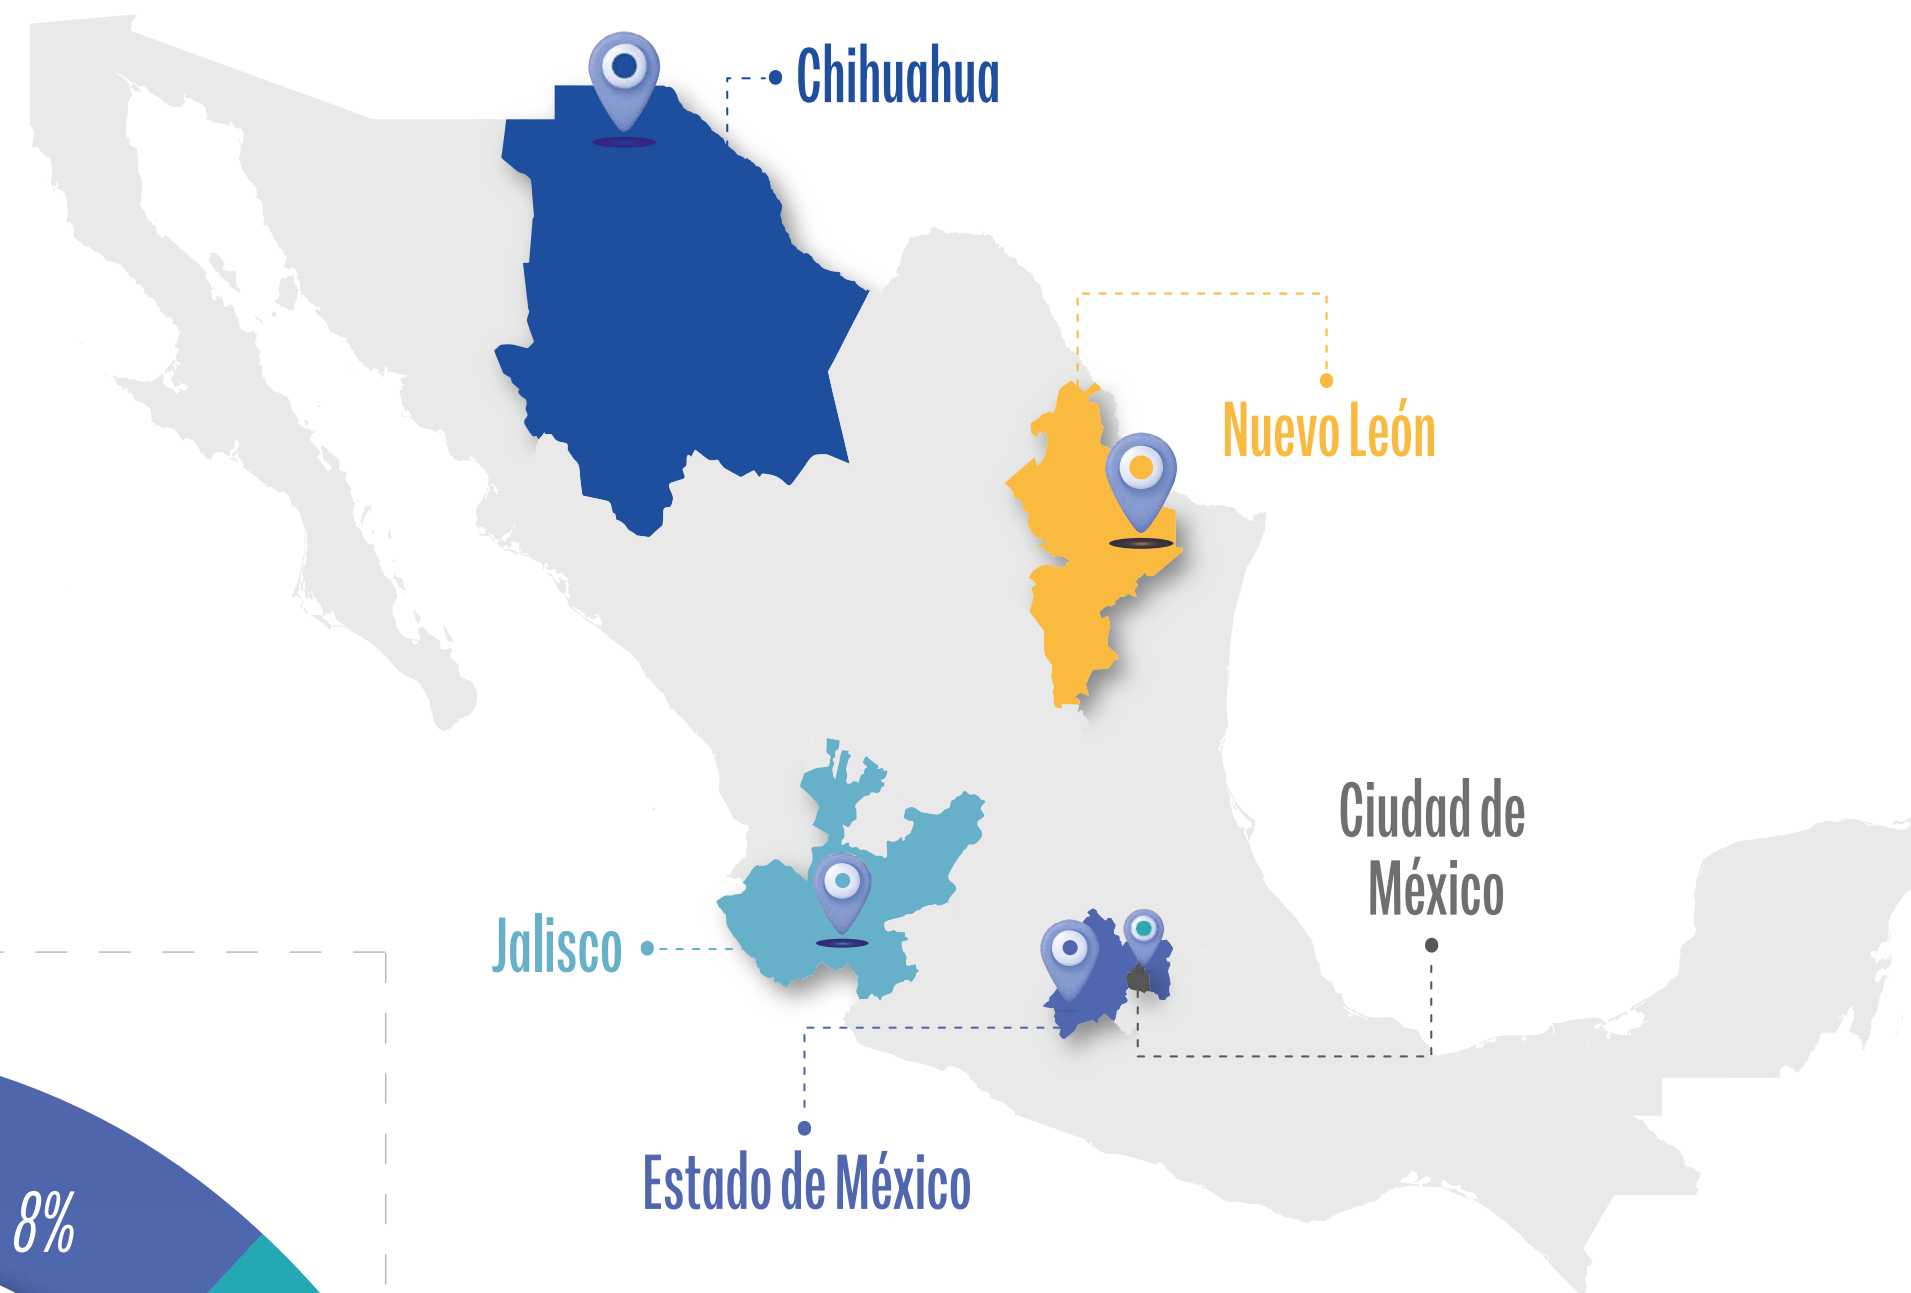 Chihuahua
Nuevo León
Ciudad de
México
Jalisco
Estado de México
8%